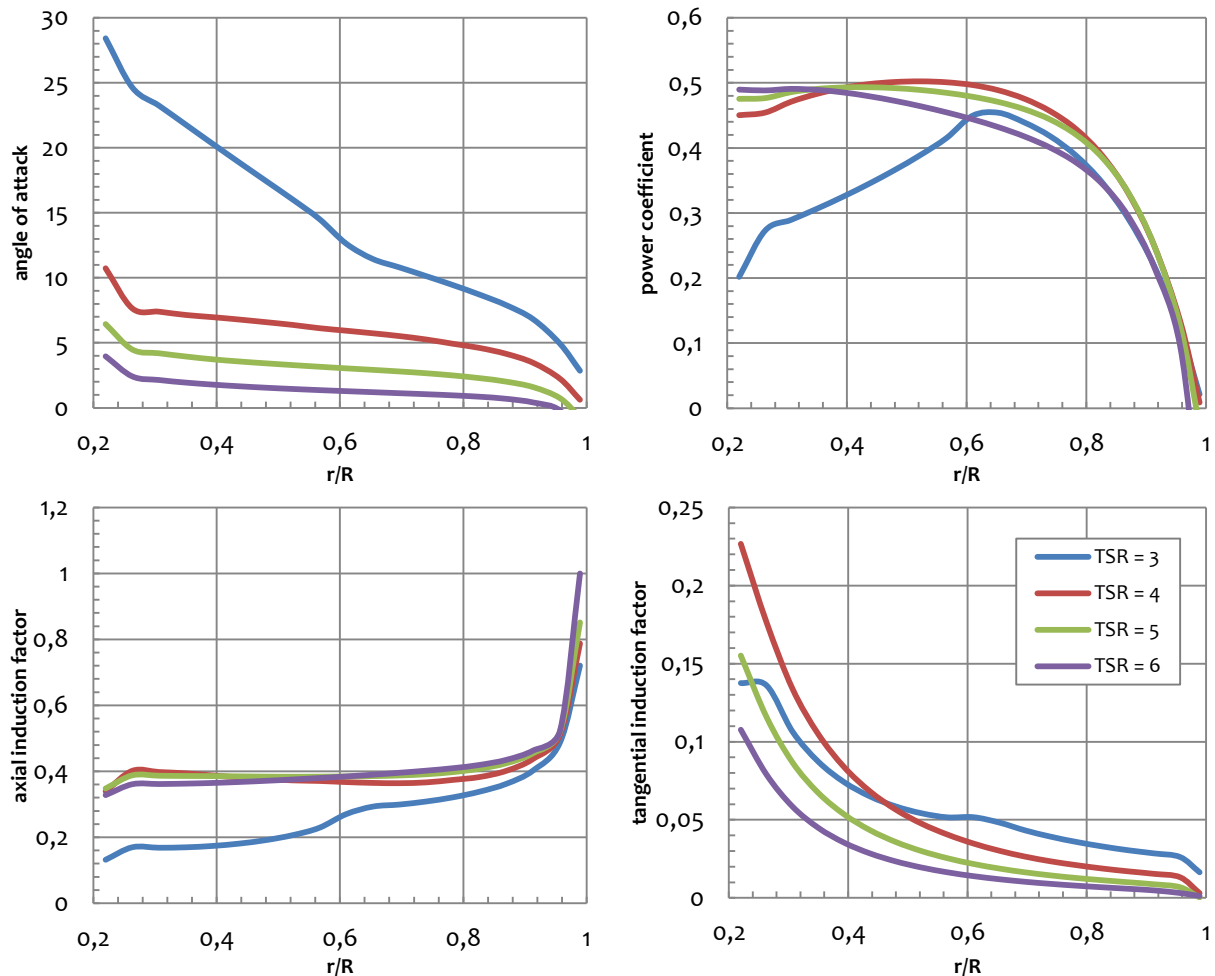 angle of attack
30
25
20
15
10
5
0
0,2 0,4 0,6 0,8 1
r/R
power coefficient
0,6
0,5
0,4
0,3
0,2
0,1
0
0,2 0,4 0,6 0,8 1
r/R
axial induction factor
1,2
1
0,8
0,6
0,4
0,2
0
0,2 0,4 0,6 0,8 1
r/R
tangential induction factor
0,25
0,2
0,15
0,1
0,05
0
0,2 0,4 0,6 0,8 1
r/R
TSR = 3
TSR = 4
TSR = 5
TSR = 6